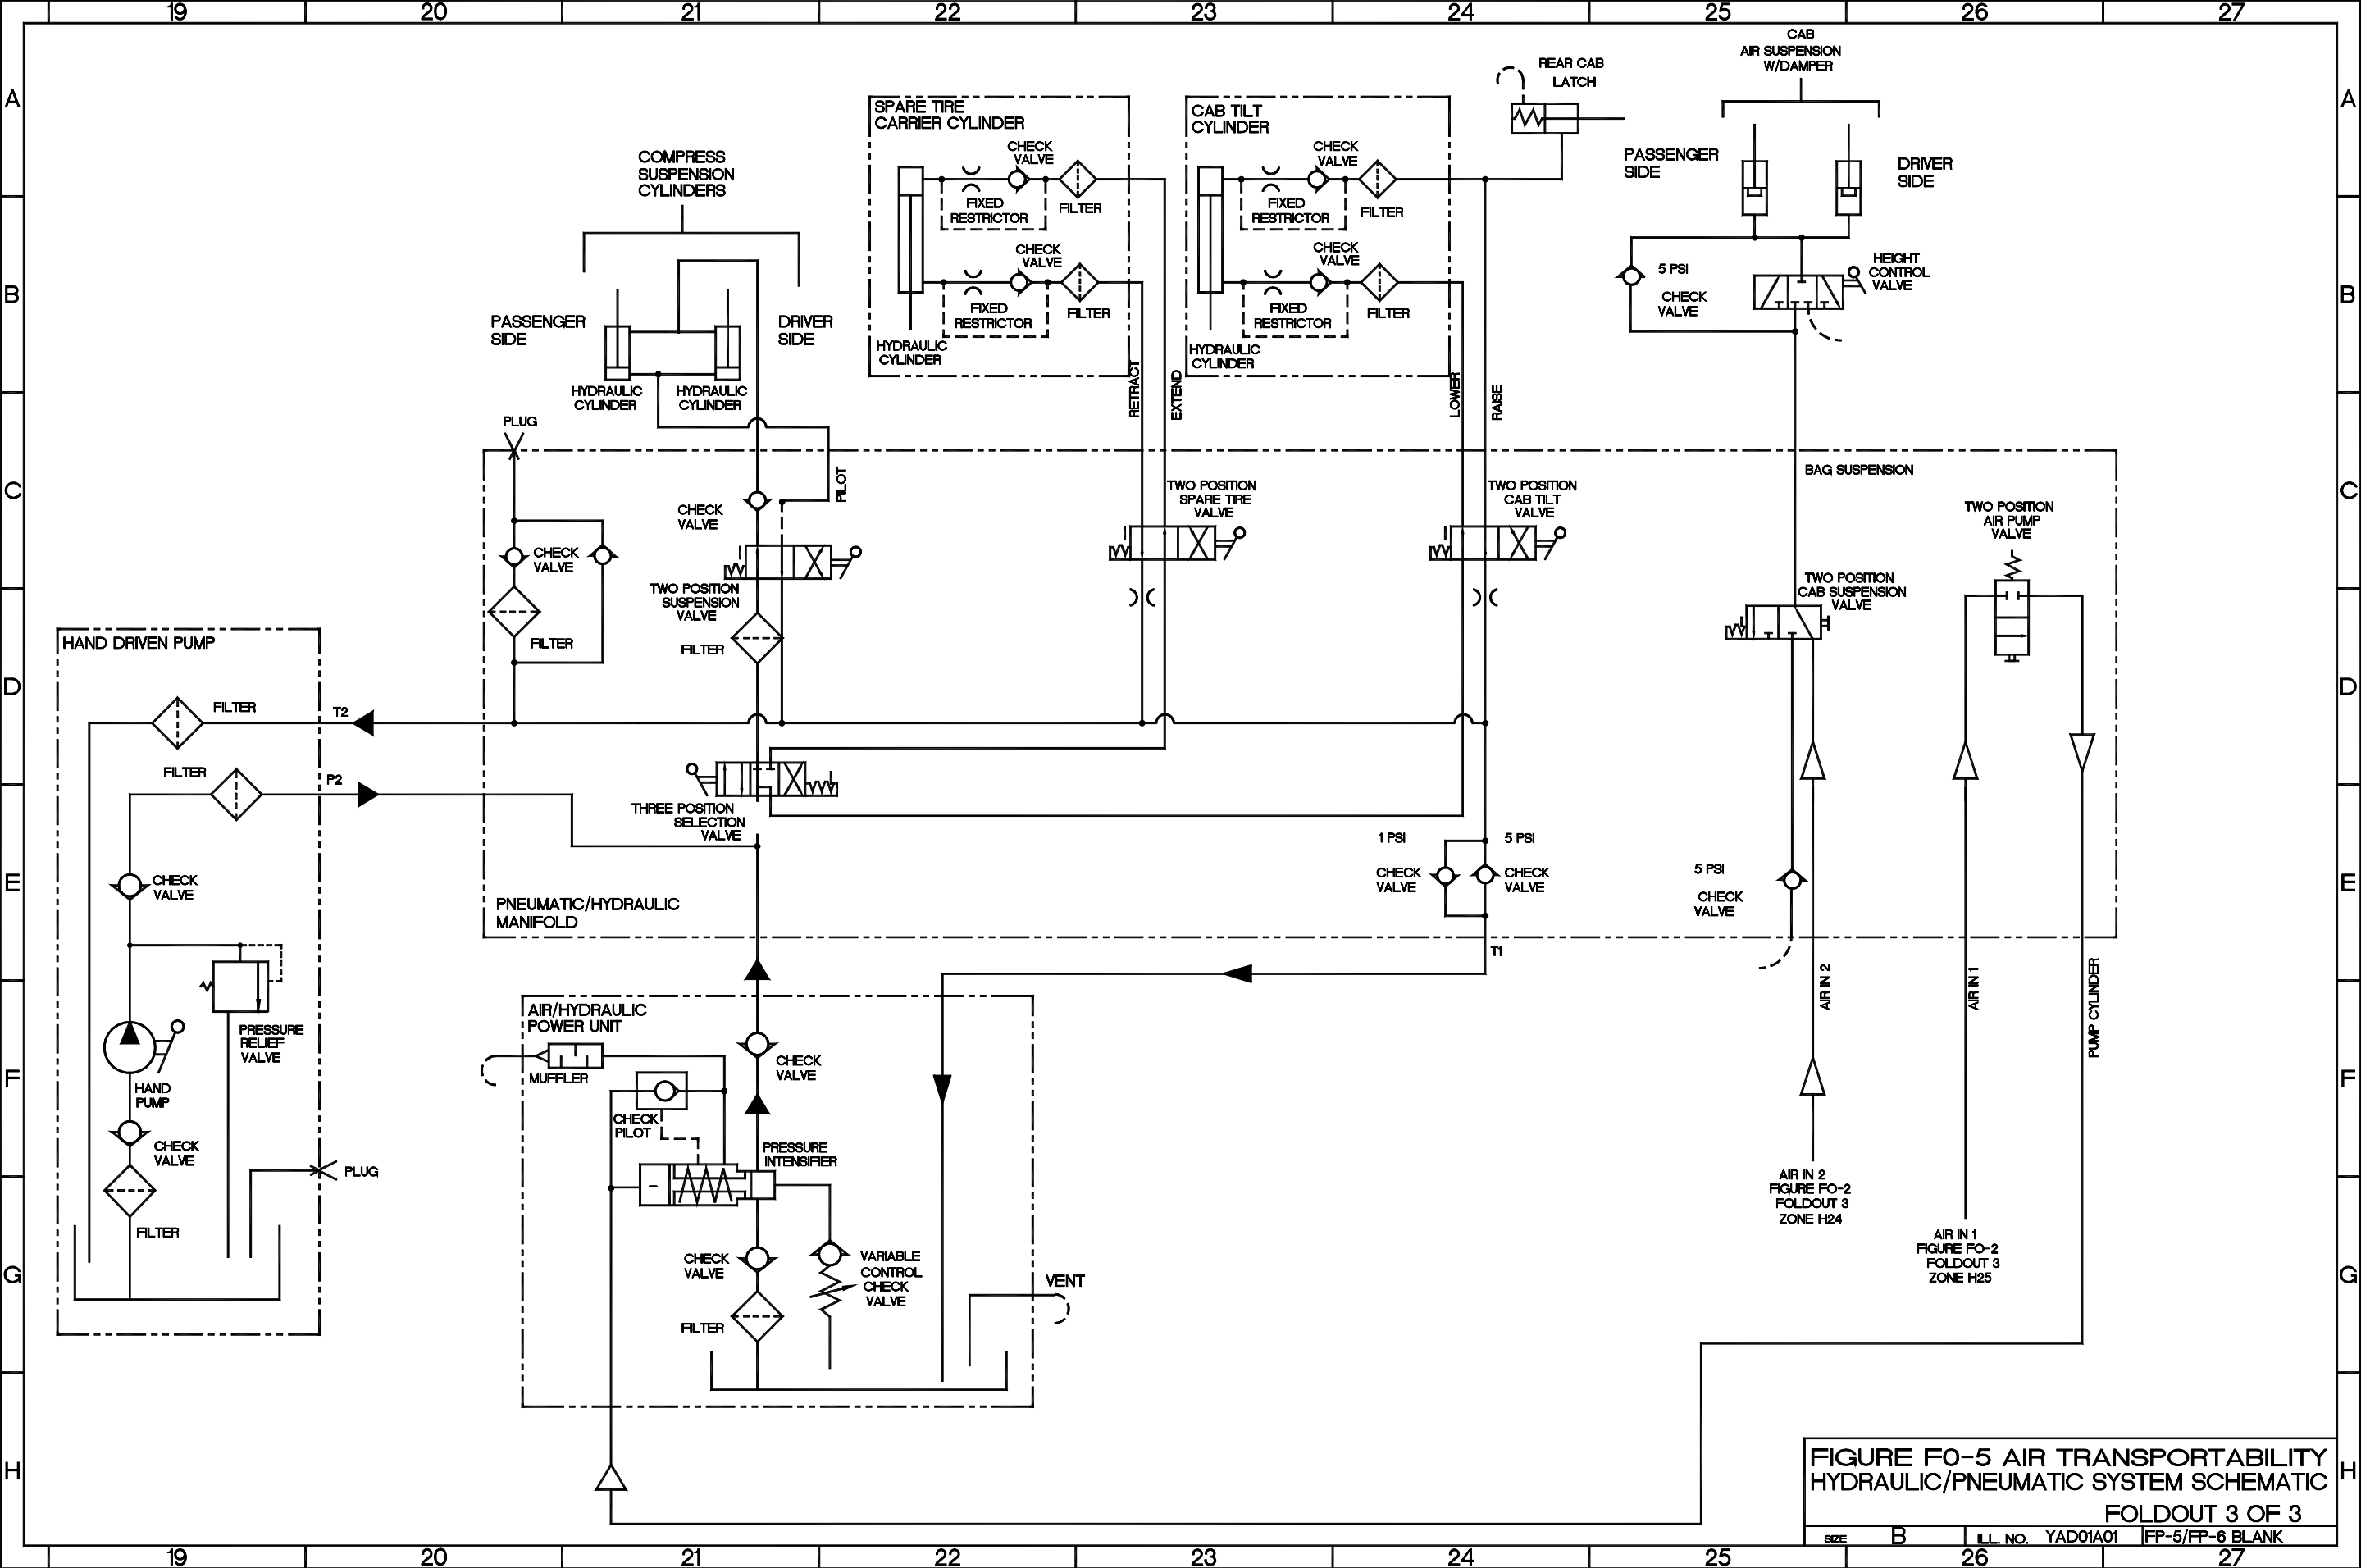 19 20 21 22 23 24 25 26 27
A
B
C
D
E
F
G
H
A
B
C
D
E
F
G
H
CAB
AIR SUSPENSION
W/DAMPER
REAR CAB
LATCH
PASSENGER
SIDE
DRIVER
SIDE
5 PSI
CHECK
VALVE
HEIGHT
CONTROL
VALVE
SPARE TIRE
CARRIER CYLINDER
CHECK
VALVE
FIXED
RESTRICTOR
FILTER
CHECK
VALVE
FIXED
RESTRICTOR
FILTER
HYDRAULIC
CYLINDER
CAB TILT
CYLINDER
CHECK
VALVE
FIXED
RESTRICTOR
FILTER
CHECK
VALVE
FIXED
RESTRICTOR
FILTER
HYDRAULIC
CYLINDER
RETRACT
EXTEND
LOWER
RAISE
COMPRESS
SUSPENSION
CYLINDERS
PASSENGER
SIDE
DRIVER
SIDE
HYDRAULIC
CYLINDER
HYDRAULIC
CYLINDER
PLUG
PILOT
CHECK
VALVE
CHECK
VALVE
TWO POSITION
SUSPENSION
VALVE
FILTER
FILTER
TWO POSITION
SPARE TIRE
VALVE
TWO POSITION
CAB TILT
VALVE
BAG SUSPENSION
TWO POSITION
AIR PUMP
VALVE
TWO POSITION
CAB SUSPENSION
VALVE
HAND DRIVEN PUMP
FILTER
T2
FILTER
P2
THREE POSITION
SELECTION
VALVE
CHECK
VALVE
PNEUMATIC/HYDRAULIC
MANIFOLD
1 PSI
CHECK
VALVE
5 PSI
CHECK
VALVE
5 PSI
CHECK
VALVE
T1
AIR IN 2
AIR IN 1
PUMP CYLINDER
PRESSURE
RELIEF
VALVE
HAND
PUMP
CHECK
VALVE
PLUG
FILTER
AIR/HYDRAULIC
POWER UNIT
MUFFLER
CHECK
VALVE
CHECK
PILOT
PRESSURE
INTENSIFIER
CHECK
VALVE
FILTER
VARIABLE
CONTROL
CHECK
VALVE
VENT
AIR IN 2
FIGURE FO-2
FOLDOUT 3
ZONE H24
AIR IN 1
FIGURE FO-2
FOLDOUT 3
ZONE H25
FIGURE FO-5 AIR TRANSPORTABILITY
HYDRAULIC/PNEUMATIC SYSTEM SCHEMATIC
FOLDOUT 3 OF 3
SIZE B ILL. NO. YAD01A01 FP-5/FP-6 BLANK
19 20 21 22 23 24 25 26 27